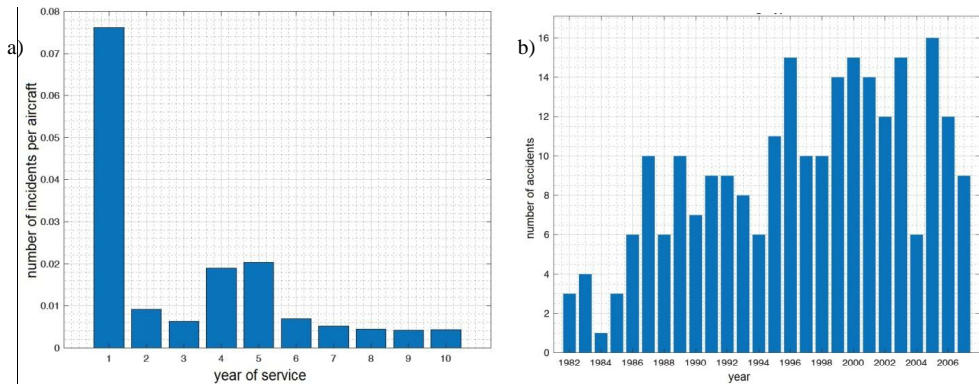 a)
0.08
0.07
0.06
0.05
0.04
0.03
0.02
0.01
0
number of incidents per aircraft
1 2 3 4 5 6 7 8 9 10
year of service
b)
16
14
12
10
8
6
4
2
0
number of accidents
1982 1984 1986 1988 1990 1992 1994 1996 1998 2000 2002 2004 2006
year